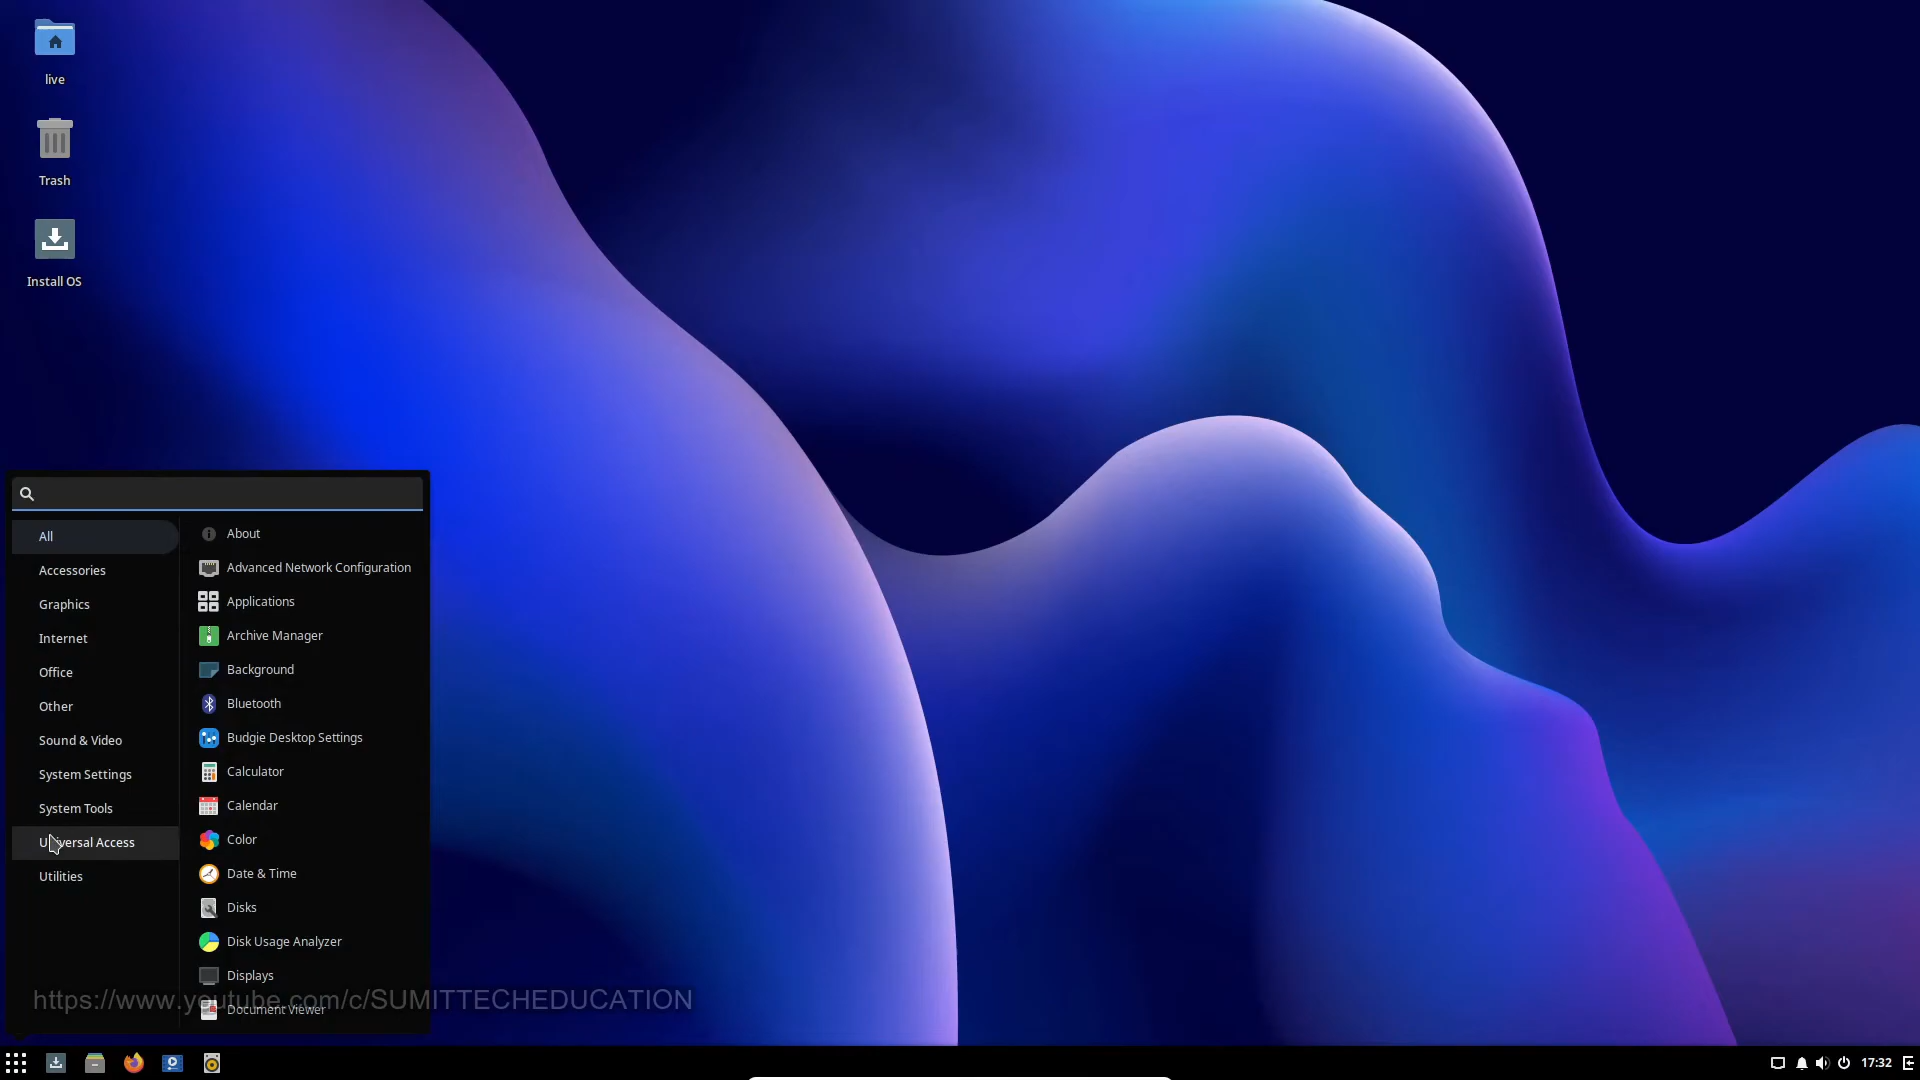 live
Trash
Install OS
All
Accessories
Graphics
Internet
Office
Other
Sound & Video
System Settings
System Tools
Universal Access
Utilities
About
Advanced Network Configuration
Applications
Archive Manager
Background
Bluetooth
Budgie Desktop Settings
Calculator
Calendar
Color
Date & Time
Disks
Disk Usage Analyzer
Displays
Document Viewer
https://www.youtube.com/c/SUMITTECHEDUCATION
17:32